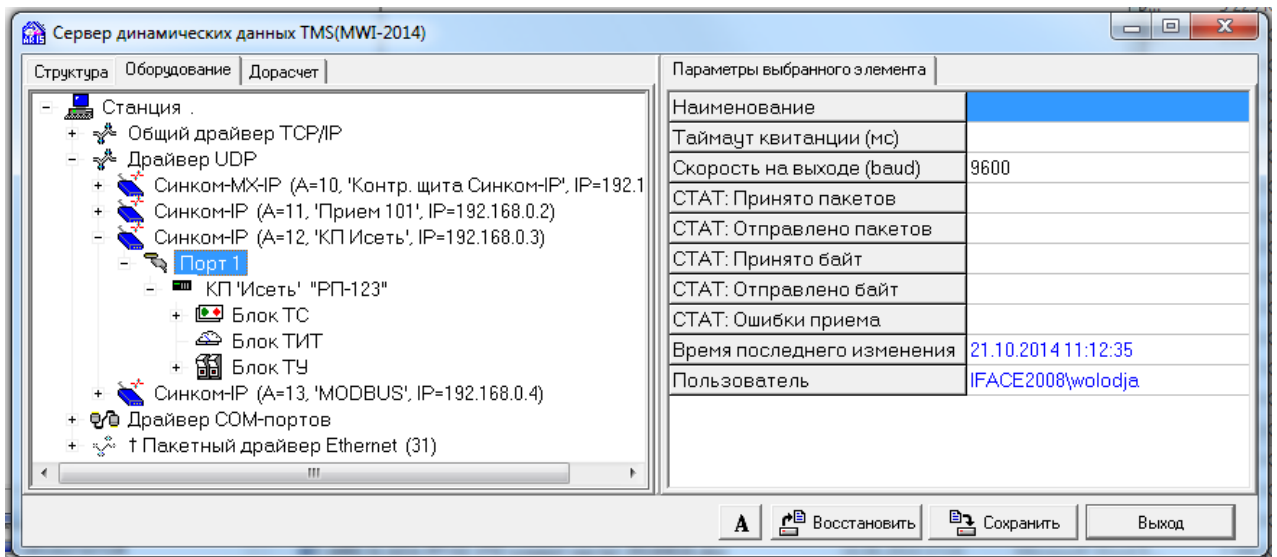 Сервер динамических данных TMS(MWI-2014)
Структура Оборудование Дорасчет
Станция .
Общий драйвер TCP/IP
Драйвер UDP
Синком-MX-IP (A=10, 'Контр. щита Синком-IP', IP=192.1
Синком-IP (A=11, 'Прием 101', IP=192.168.0.2)
Синком-IP (A=12, 'КП Исеть', IP=192.168.0.3)
Порт 1
КП 'Исеть' "РП-123"
Блок ТС
Блок ТИТ
Блок ТУ
Синком-IP (A=13, 'MODBUS', IP=192.168.0.4)
Драйвер COM-портов
† Пакетный драйвер Ethernet (31)
Параметры выбранного элемента
Наименование
Таймаут квитанции (мс)
Скорость на выходе (baud) 9600
СТАТ: Принято пакетов
СТАТ: Отправлено пакетов
СТАТ: Принято байт
СТАТ: Отправлено байт
СТАТ: Ошибки приема
Время последнего изменения 21.10.2014 11:12:35
Пользователь IFACE2008\wolodja
A Восстановить Сохранить Выход